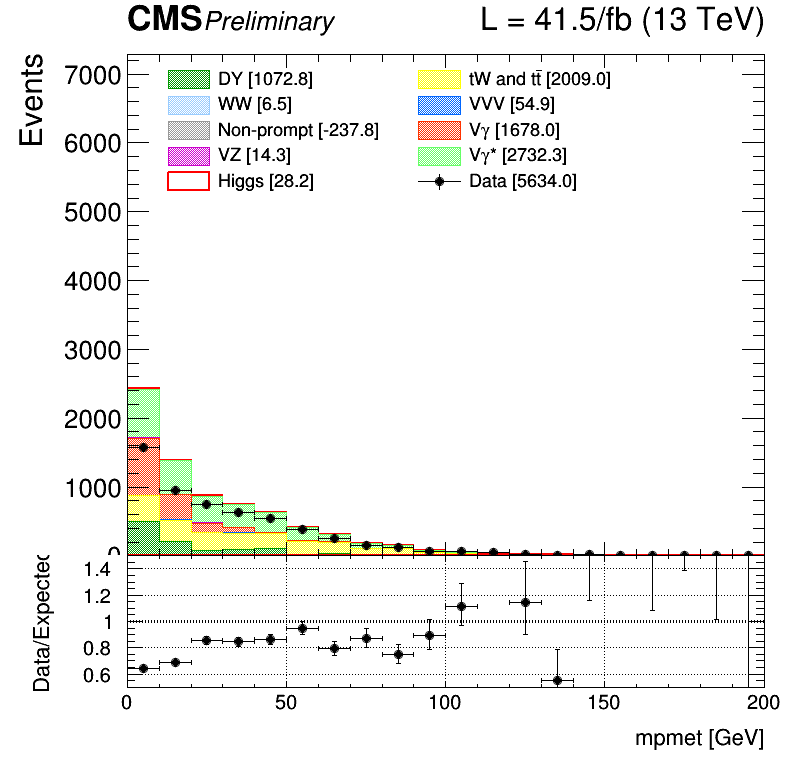 CMS Preliminary L = 41.5/fb (13 TeV)
Events
7000
6000
5000
4000
3000
2000
1000
0
DY [1072.8]
WW [6.5]
Non-prompt [-237.8]
VZ [14.3]
Higgs [28.2]
tW and tt̄ [2009.0]
VVV [54.9]
Vγ [1678.0]
Vγ* [2732.3]
Data [5634.0]
Data/Expected
1.4
1.2
1
0.8
0.6
0 50 100 150 200
mpmet [GeV]